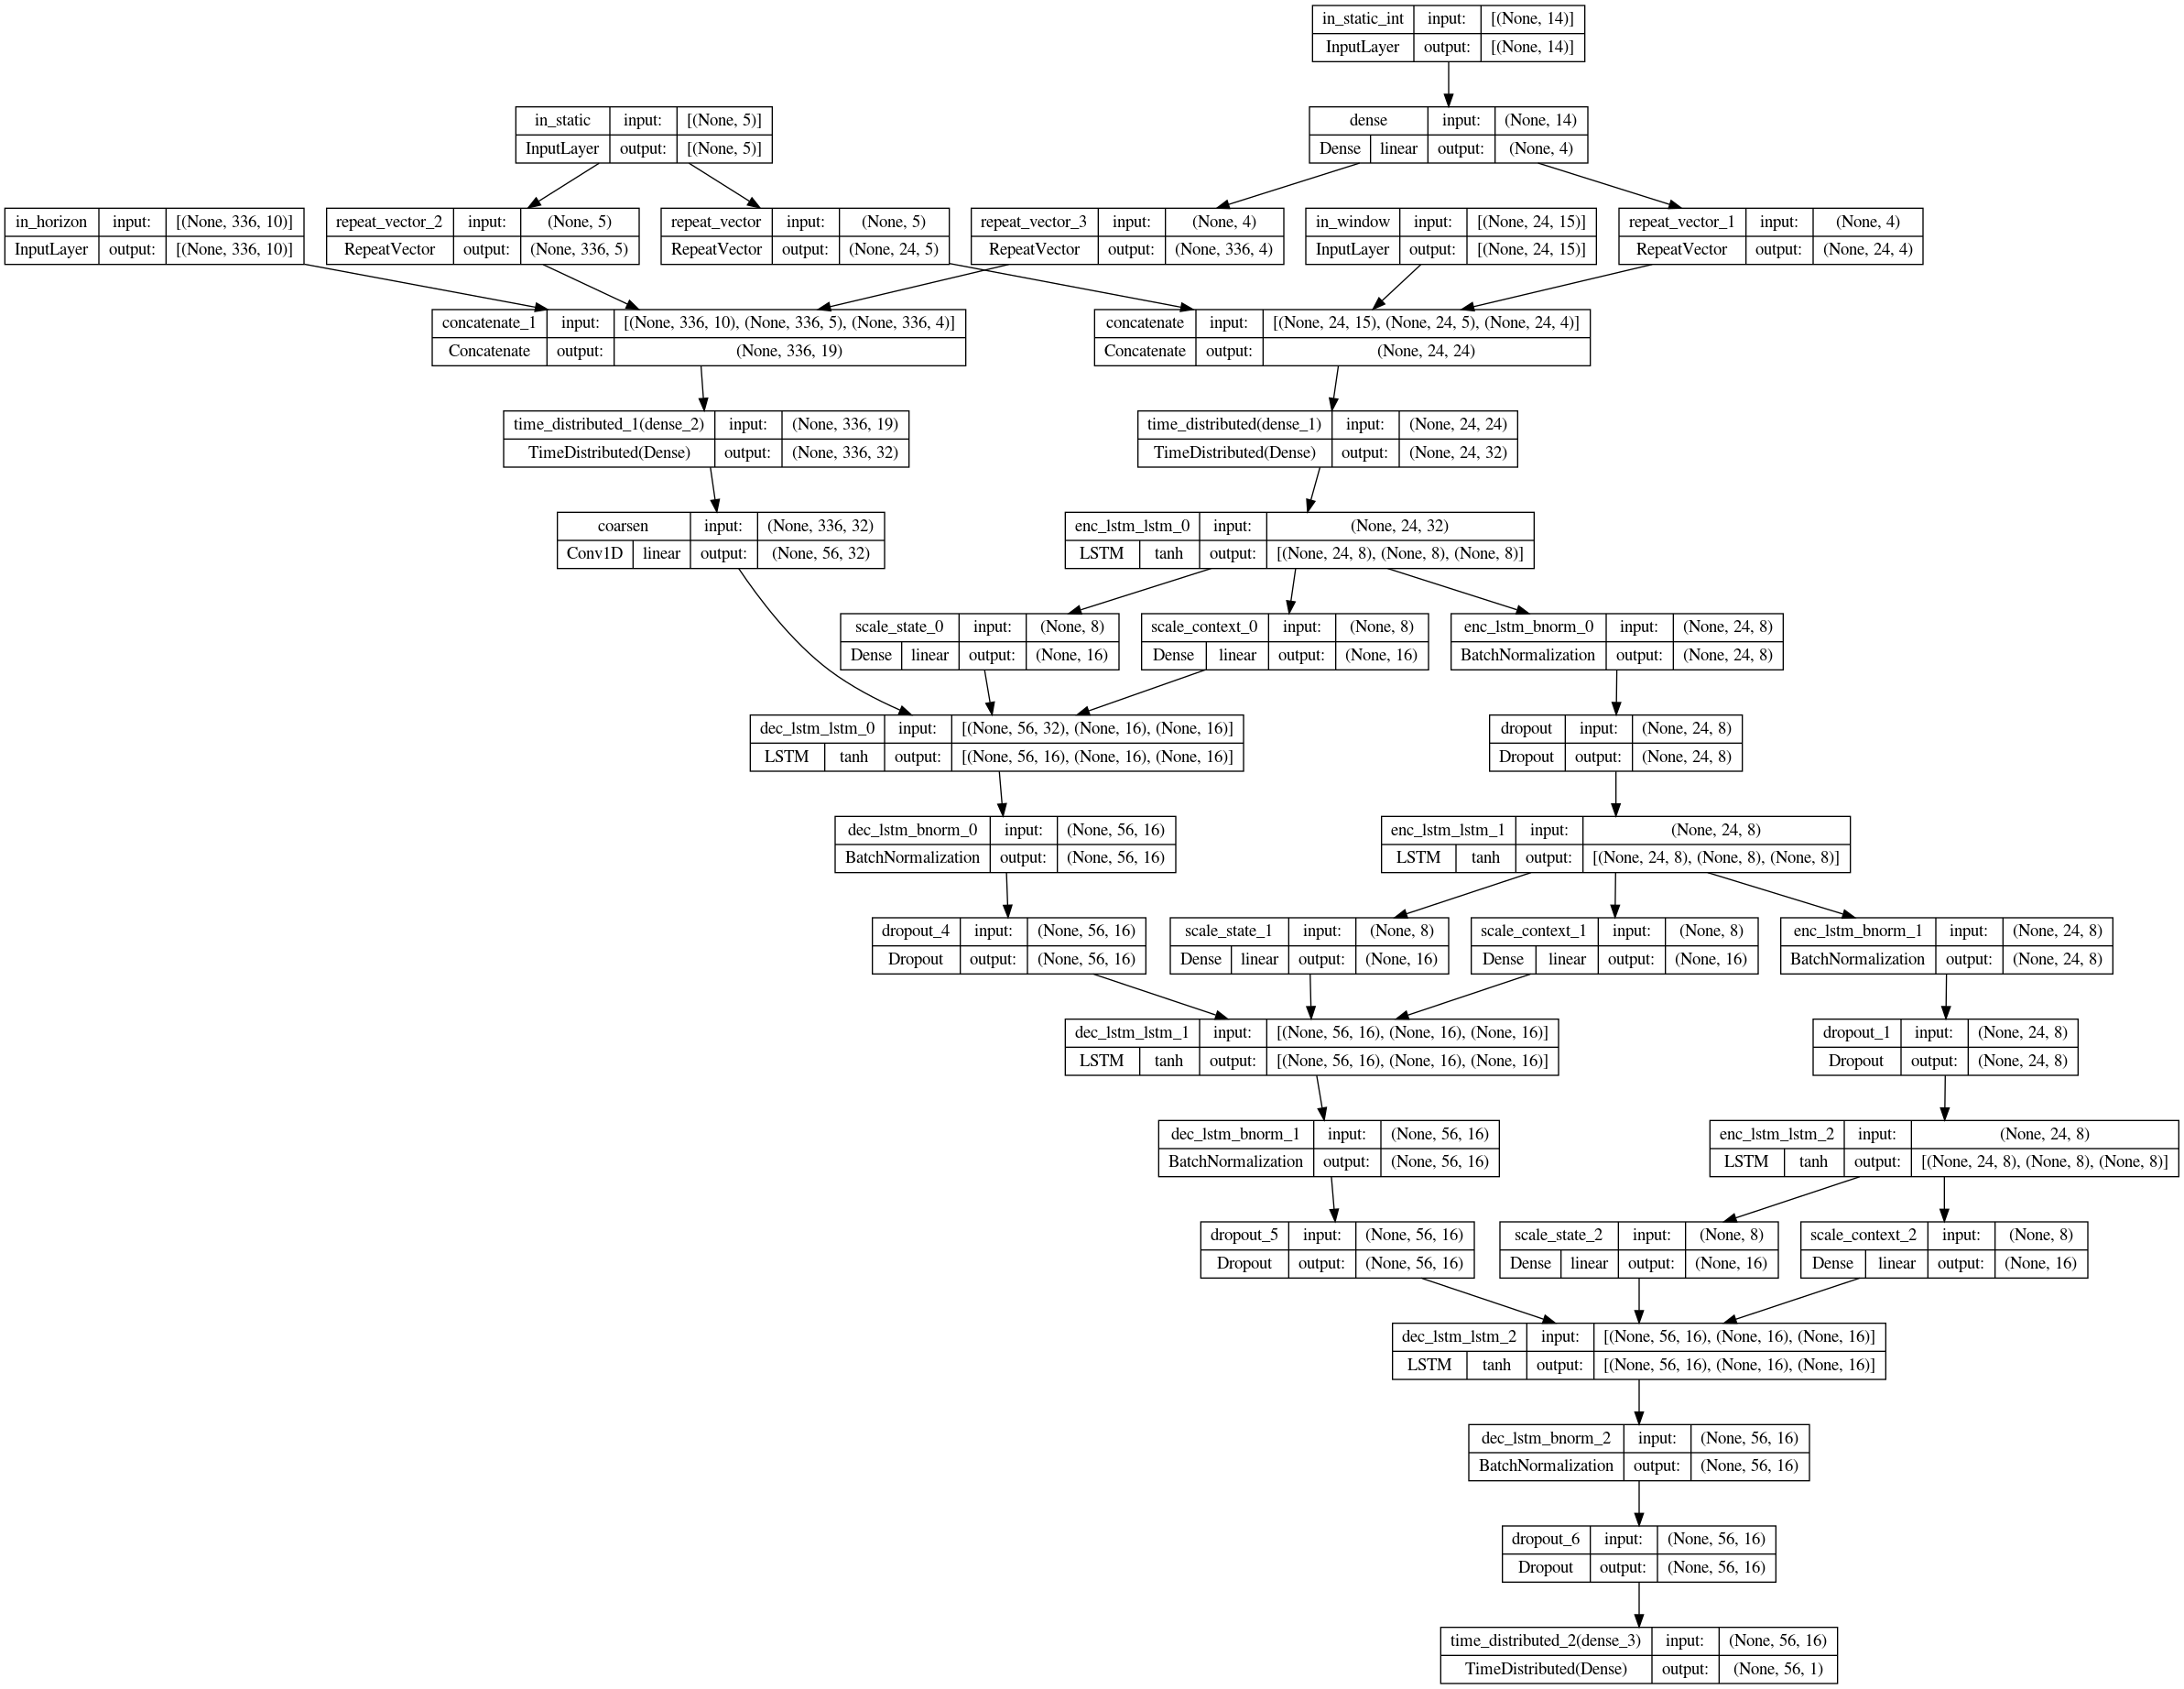 in_static_int input: [(None, 14)]
InputLayer output: [(None, 14)]
in_static input: [(None, 5)]
InputLayer output: [(None, 5)]
dense input: (None, 14)
Dense linear output: (None, 4)
in_horizon input: [(None, 336, 10)]
InputLayer output: [(None, 336, 10)]
repeat_vector_2 input: (None, 5)
RepeatVector output: (None, 336, 5)
repeat_vector input: (None, 5)
RepeatVector output: (None, 24, 5)
repeat_vector_3 input: (None, 4)
RepeatVector output: (None, 336, 4)
in_window input: [(None, 24, 15)]
InputLayer output: [(None, 24, 15)]
repeat_vector_1 input: (None, 4)
RepeatVector output: (None, 24, 4)
concatenate_1 input: [(None, 336, 10), (None, 336, 5), (None, 336, 4)]
Concatenate output: (None, 336, 19)
concatenate input: [(None, 24, 15), (None, 24, 5), (None, 24, 4)]
Concatenate output: (None, 24, 24)
time_distributed_1(dense_2) input: (None, 336, 19)
TimeDistributed(Dense) output: (None, 336, 32)
time_distributed(dense_1) input: (None, 24, 24)
TimeDistributed(Dense) output: (None, 24, 32)
coarsen input: (None, 336, 32)
Conv1D linear output: (None, 56, 32)
enc_lstm_lstm_0 input: (None, 24, 32)
LSTM tanh output: [(None, 24, 8), (None, 8), (None, 8)]
scale_state_0 input: (None, 8)
Dense linear output: (None, 16)
scale_context_0 input: (None, 8)
Dense linear output: (None, 16)
enc_lstm_bnorm_0 input: (None, 24, 8)
BatchNormalization output: (None, 24, 8)
dec_lstm_lstm_0 input: [(None, 56, 32), (None, 16), (None, 16)]
LSTM tanh output: [(None, 56, 16), (None, 16), (None, 16)]
dropout input: (None, 24, 8)
Dropout output: (None, 24, 8)
dec_lstm_bnorm_0 input: (None, 56, 16)
BatchNormalization output: (None, 56, 16)
enc_lstm_lstm_1 input: (None, 24, 8)
LSTM tanh output: [(None, 24, 8), (None, 8), (None, 8)]
dropout_4 input: (None, 56, 16)
Dropout output: (None, 56, 16)
scale_state_1 input: (None, 8)
Dense linear output: (None, 16)
scale_context_1 input: (None, 8)
Dense linear output: (None, 16)
enc_lstm_bnorm_1 input: (None, 24, 8)
BatchNormalization output: (None, 24, 8)
dec_lstm_lstm_1 input: [(None, 56, 16), (None, 16), (None, 16)]
LSTM tanh output: [(None, 56, 16), (None, 16), (None, 16)]
dropout_1 input: (None, 24, 8)
Dropout output: (None, 24, 8)
dec_lstm_bnorm_1 input: (None, 56, 16)
BatchNormalization output: (None, 56, 16)
enc_lstm_lstm_2 input: (None, 24, 8)
LSTM tanh output: [(None, 24, 8), (None, 8), (None, 8)]
dropout_5 input: (None, 56, 16)
Dropout output: (None, 56, 16)
scale_state_2 input: (None, 8)
Dense linear output: (None, 16)
scale_context_2 input: (None, 8)
Dense linear output: (None, 16)
dec_lstm_lstm_2 input: [(None, 56, 16), (None, 16), (None, 16)]
LSTM tanh output: [(None, 56, 16), (None, 16), (None, 16)]
dec_lstm_bnorm_2 input: (None, 56, 16)
BatchNormalization output: (None, 56, 16)
dropout_6 input: (None, 56, 16)
Dropout output: (None, 56, 16)
time_distributed_2(dense_3) input: (None, 56, 16)
TimeDistributed(Dense) output: (None, 56, 1)